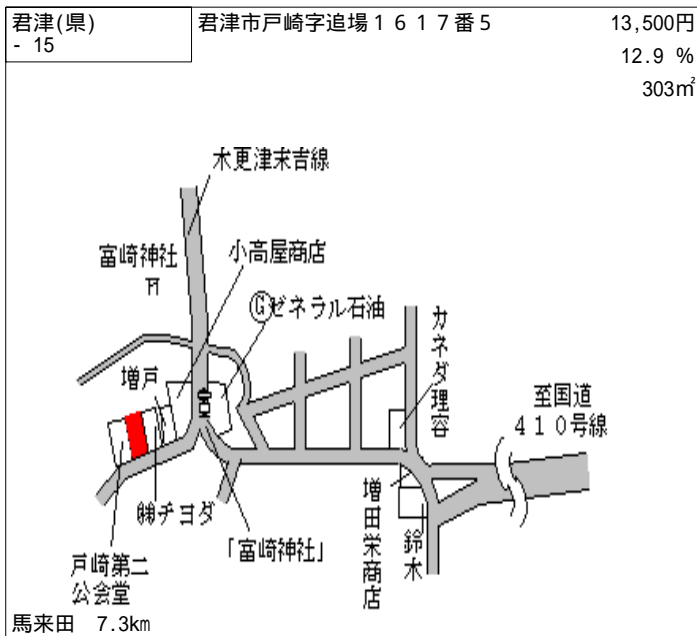 君津(県)
- 15
君津市戸崎字追場１６１７番５
13,500円
12.9 %
303㎡
木更津末吉線
富崎神社
小高屋商店
Ⓖゼネラル石油
カネダ理容
増戸
至国道
４１０号線
㈱チヨダ
「富崎神社」
増田栄商店
鈴木
戸崎第二
公会堂
馬来田　7.3km